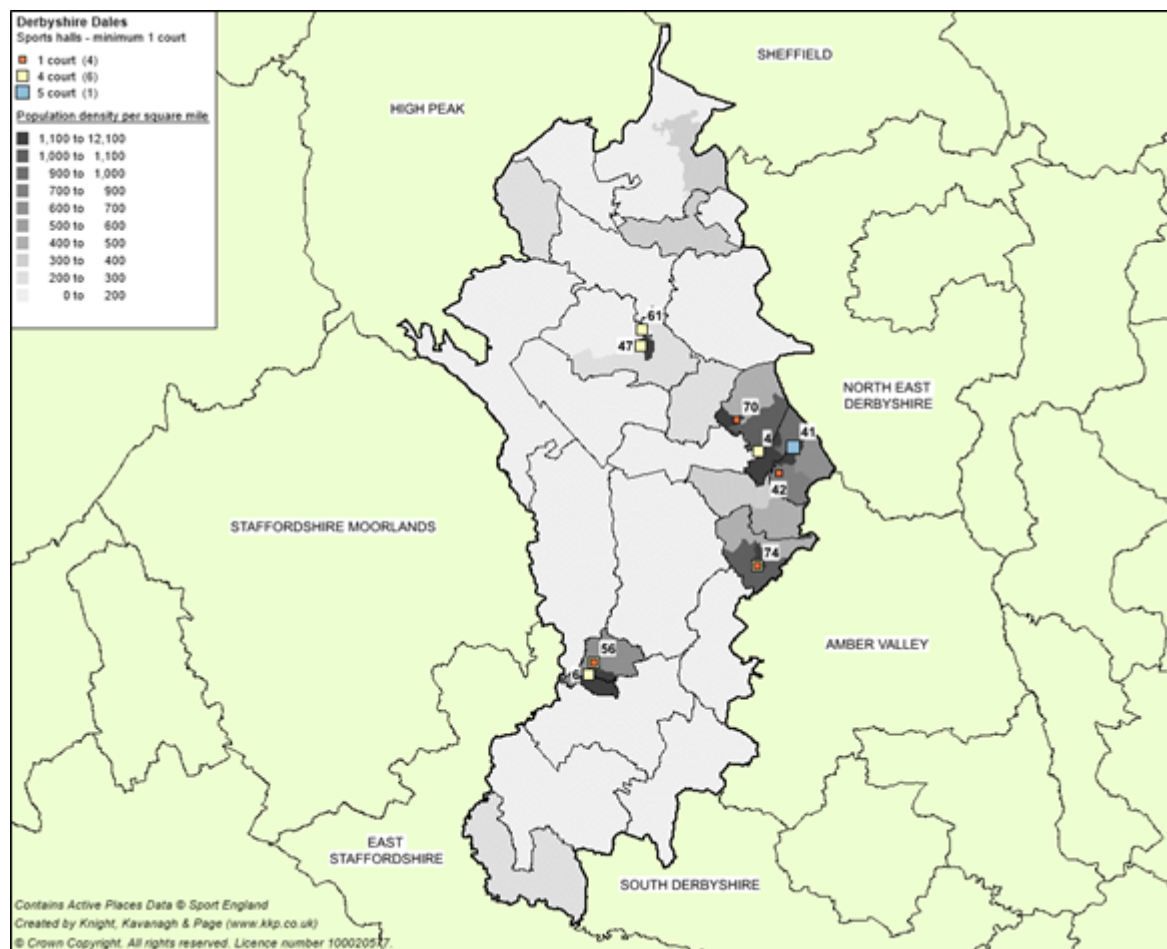 Derbyshire Dales
Sports halls - minimum 1 court
1 court (4)
4 court (6)
5 court (1)
Population density per square mile
1,100 to 12,100
1,000 to 1,100
900 to 1,000
700 to 900
600 to 700
500 to 600
400 to 500
300 to 400
200 to 300
0 to 200
SHEFFIELD
HIGH PEAK
61
47
NORTH EAST
DERBYSHIRE
70
41
4
42
STAFFORDSHIRE MOORLANDS
74
AMBER VALLEY
56
6
EAST
STAFFORDSHIRE
SOUTH DERBYSHIRE
Contains Active Places Data © Sport England
Created by Knight, Kavanagh & Page (www.kkp.co.uk)
© Crown Copyright. All rights reserved. Licence number